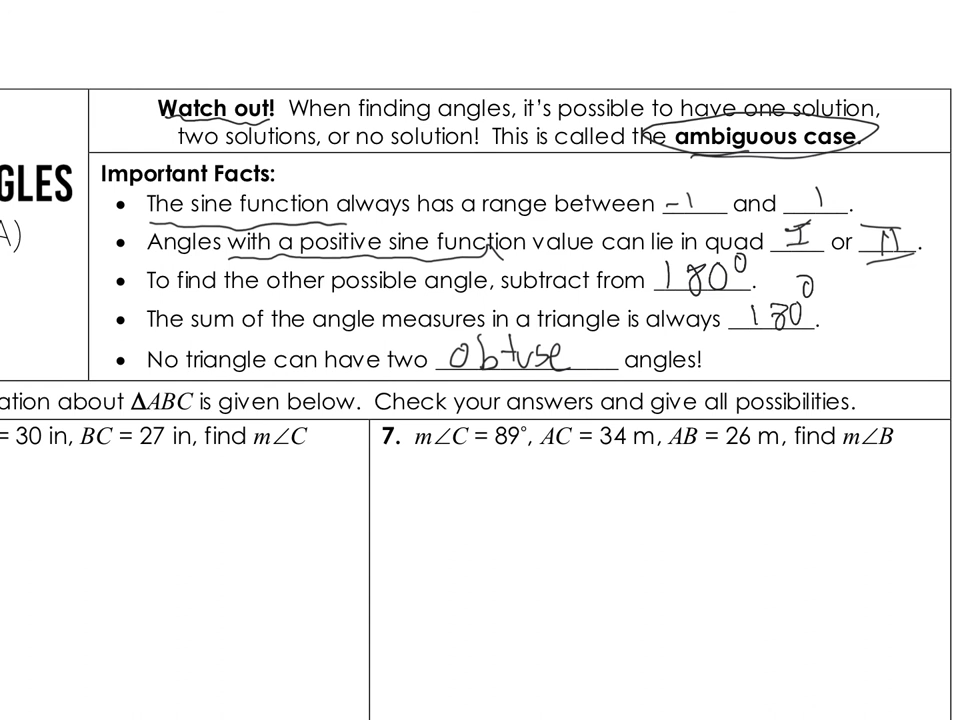 Watch out! When finding angles, it's possible to have one solution,
two solutions, or no solution! This is called the ambiguous case.
GLES
A)
Important Facts:
• The sine function always has a range between -1 and 1.
• Angles with a positive sine function value can lie in quad I or II.
• To find the other possible angle, subtract from 180°.
• The sum of the angle measures in a triangle is always 180°.
• No triangle can have two obtuse angles!
ation about ΔABC is given below. Check your answers and give all possibilities.
= 30 in, BC = 27 in, find m∠C
7. m∠C = 89°, AC = 34 m, AB = 26 m, find m∠B